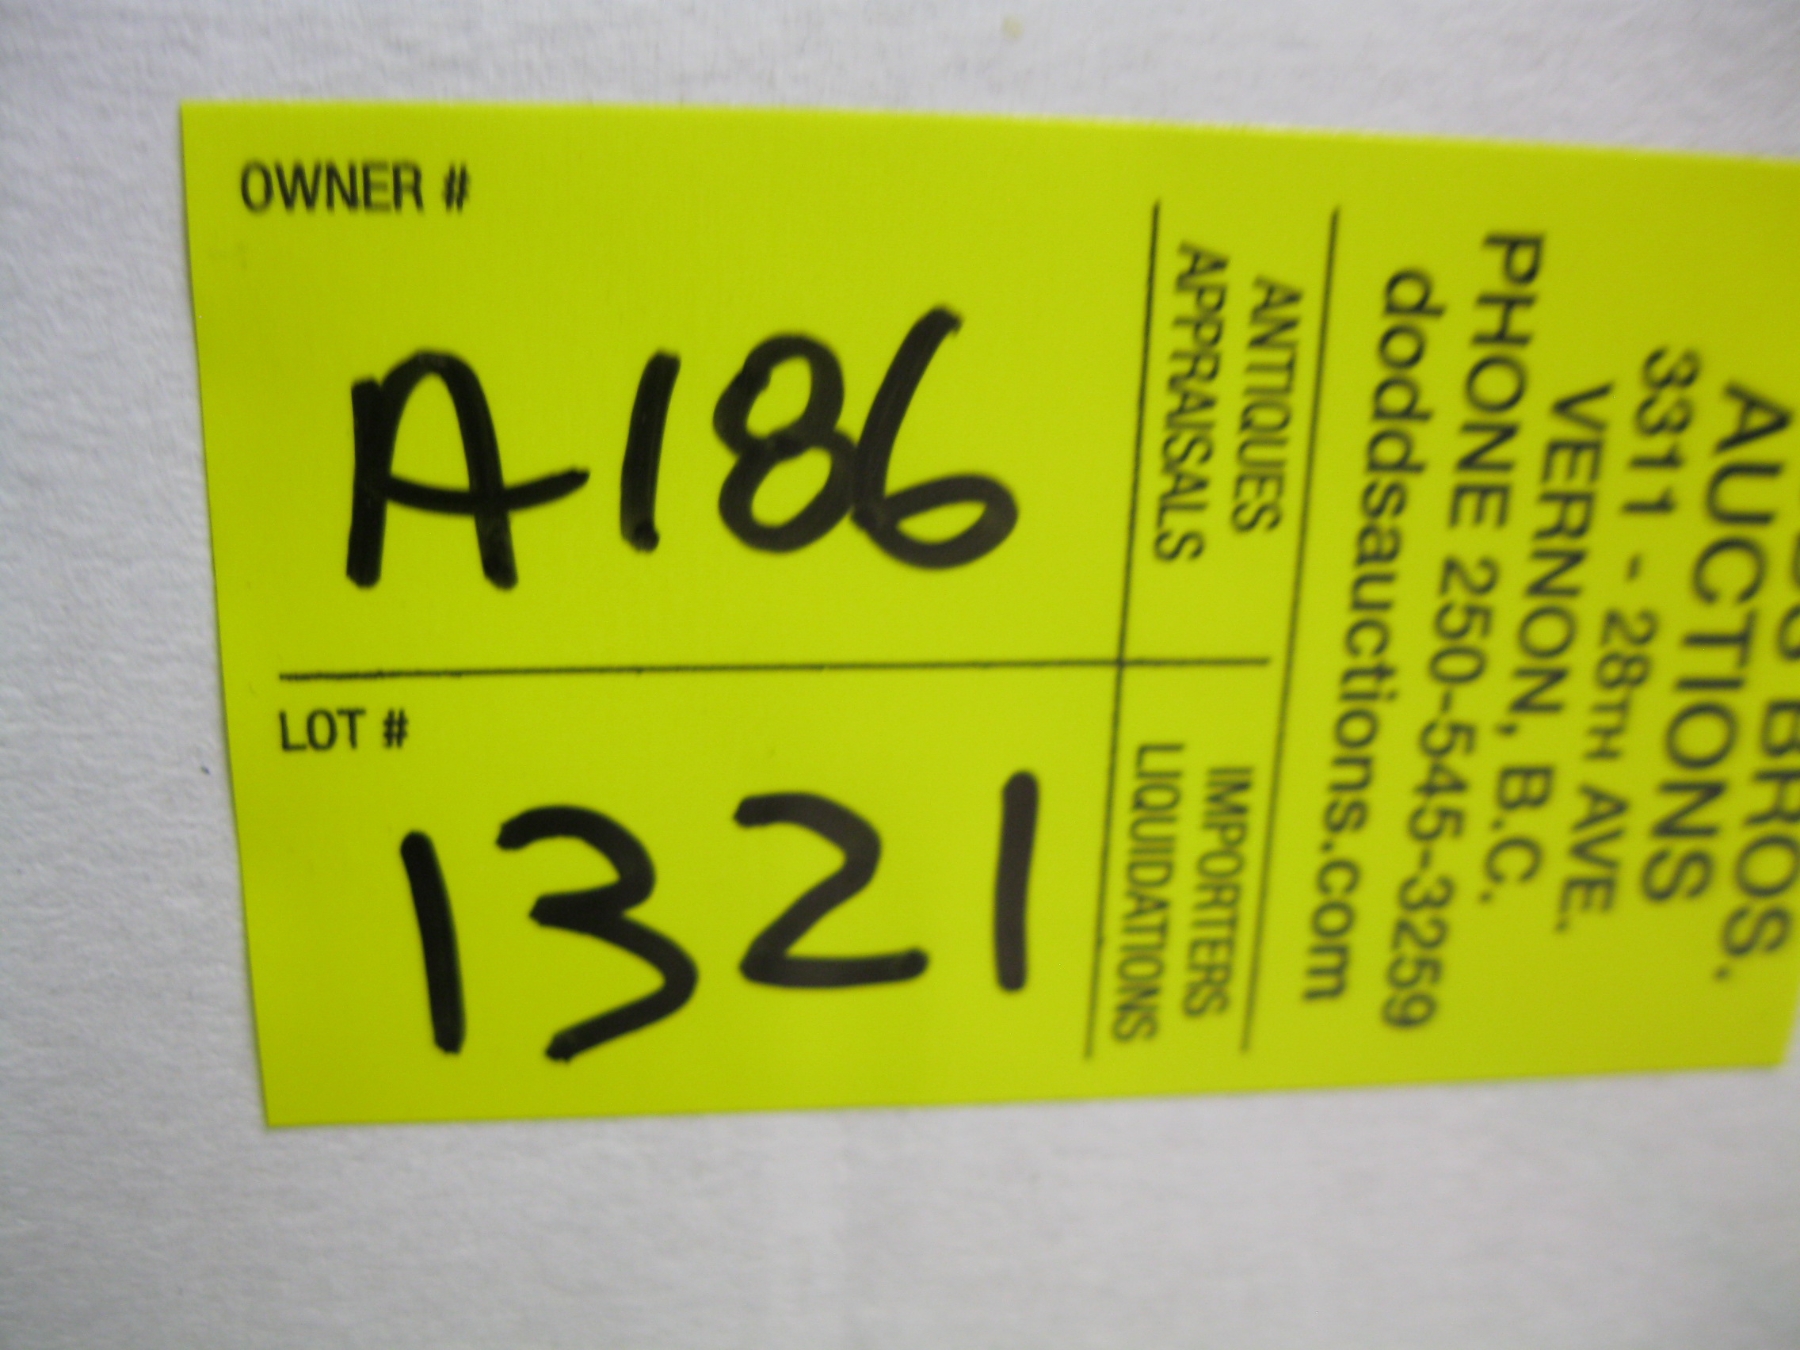 OWNER #
A186
LOT #
1321
ANTIQUES
APPRAISALS
IMPORTERS
LIQUIDATIONS
BROS.
AUCTIONS
3311 - 28TH AVE.
VERNON, B.C.
PHONE 250-545-3259
doddsauctions.com